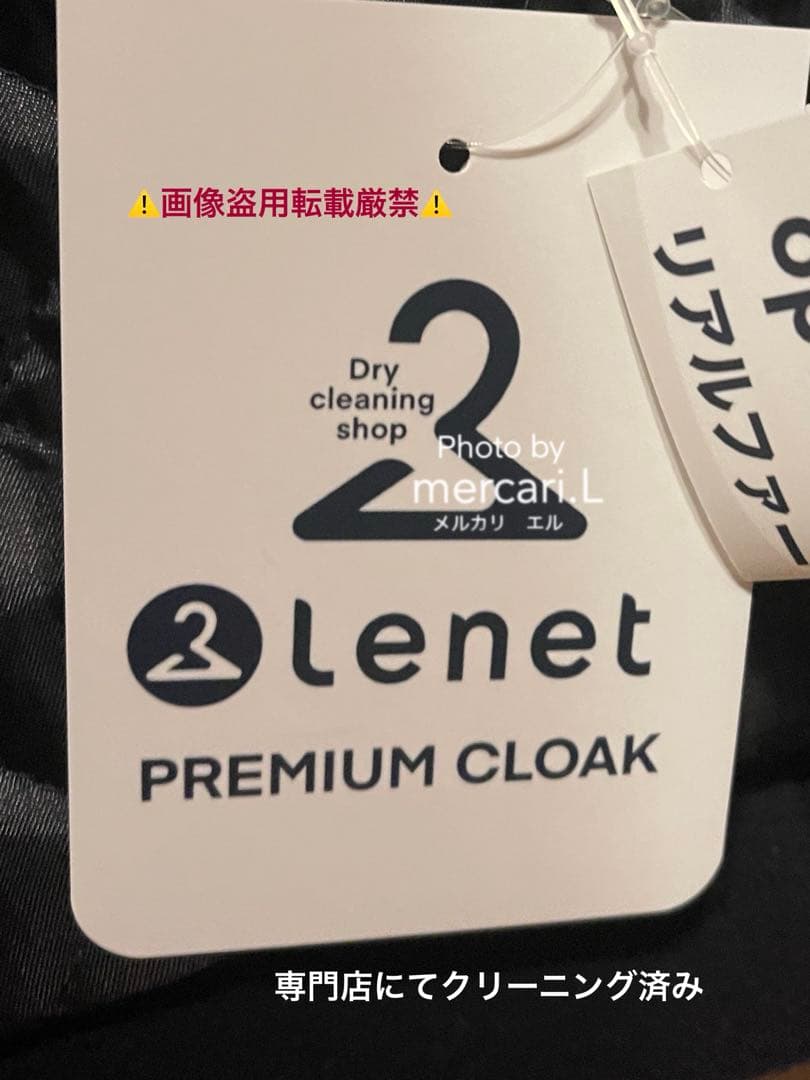 ⚠️画像盗用転載厳禁⚠️
Dry
cleaning
shop
Photo by
mercari.L
メルカリ エル
lenet
PREMIUM CLOAK
op
リアルファー
専門店にてクリーニング済み